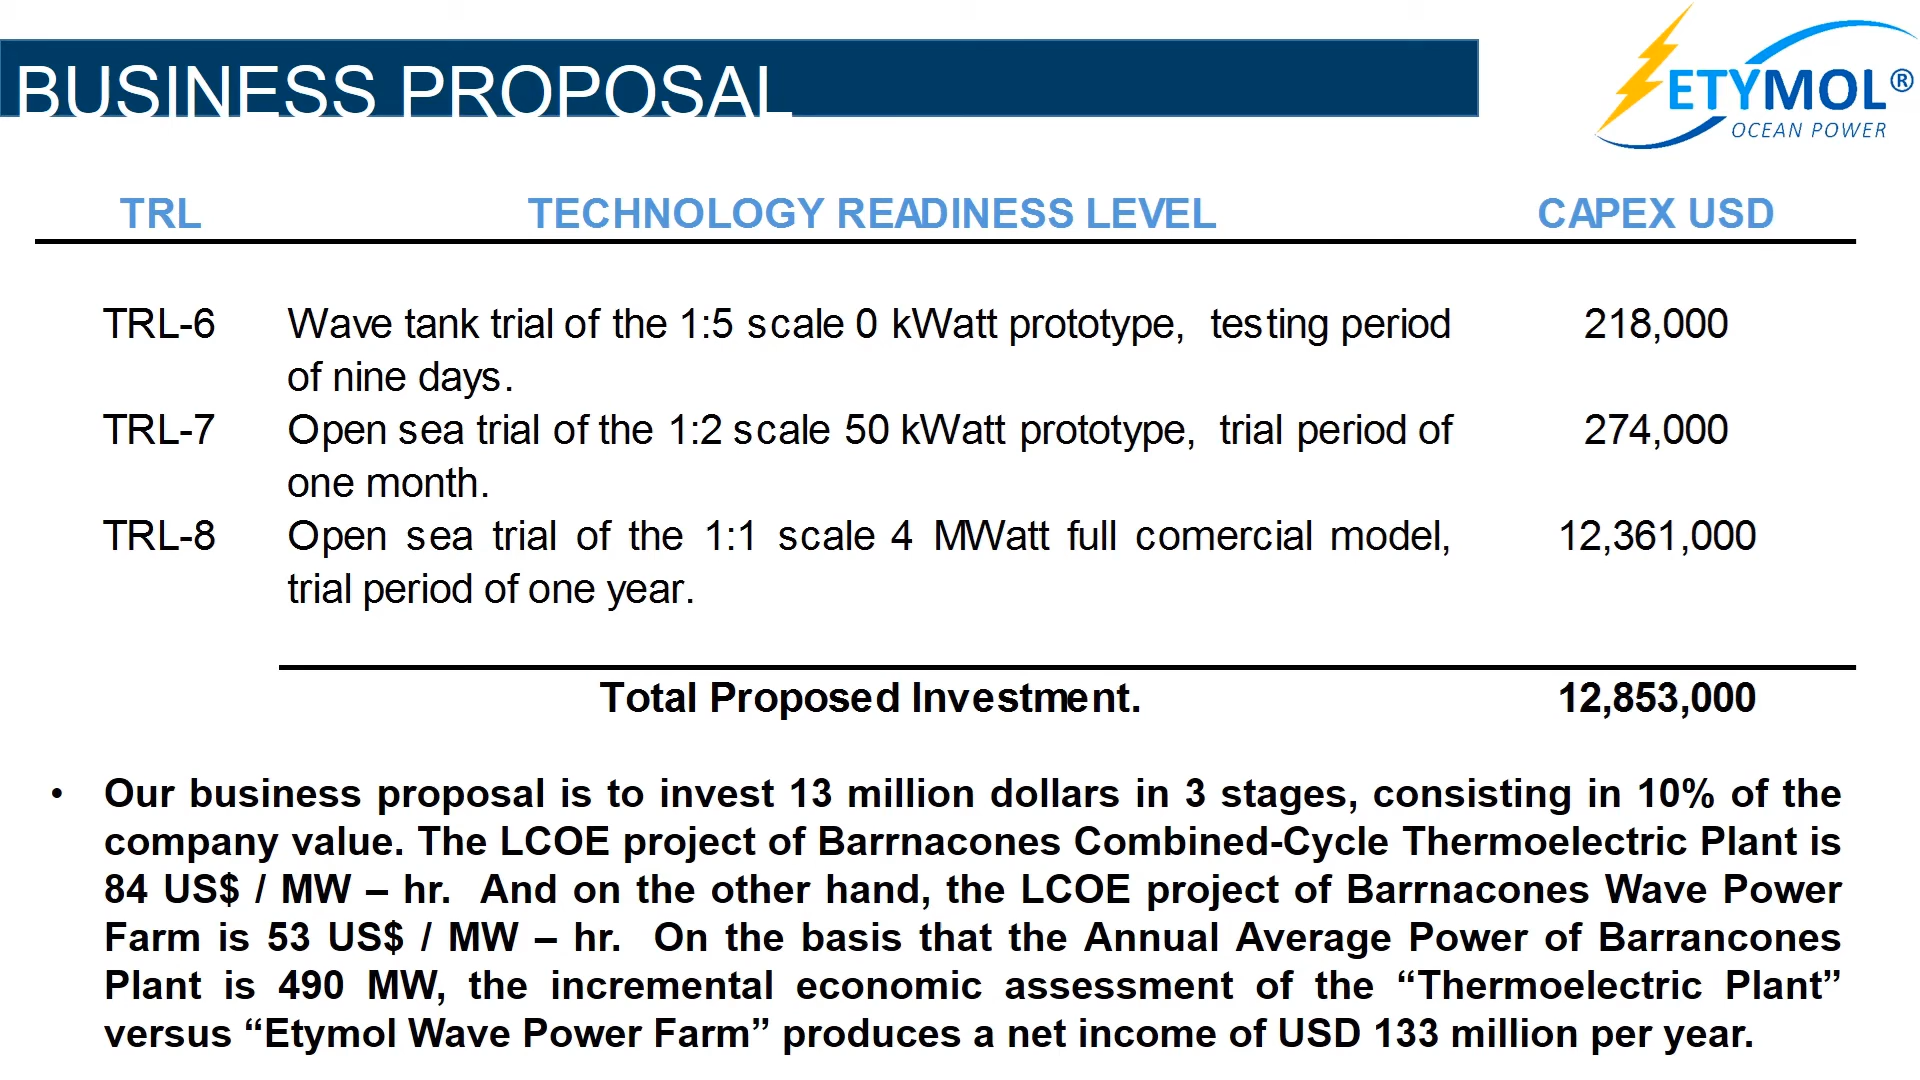 BUSINESS PROPOSAL
ETYMOL®
OCEAN POWER
TRL TECHNOLOGY READINESS LEVEL CAPEX USD
TRL-6 Wave tank trial of the 1:5 scale 0 kWatt prototype, testing period 218,000
of nine days.
TRL-7 Open sea trial of the 1:2 scale 50 kWatt prototype, trial period of 274,000
one month.
TRL-8 Open sea trial of the 1:1 scale 4 MWatt full comercial model, 12,361,000
trial period of one year.
Total Proposed Investment. 12,853,000
• Our business proposal is to invest 13 million dollars in 3 stages, consisting in 10% of the
company value. The LCOE project of Barrnacones Combined-Cycle Thermoelectric Plant is
84 US$ / MW – hr. And on the other hand, the LCOE project of Barrnacones Wave Power
Farm is 53 US$ / MW – hr. On the basis that the Annual Average Power of Barrancones
Plant is 490 MW, the incremental economic assessment of the “Thermoelectric Plant”
versus “Etymol Wave Power Farm” produces a net income of USD 133 million per year.